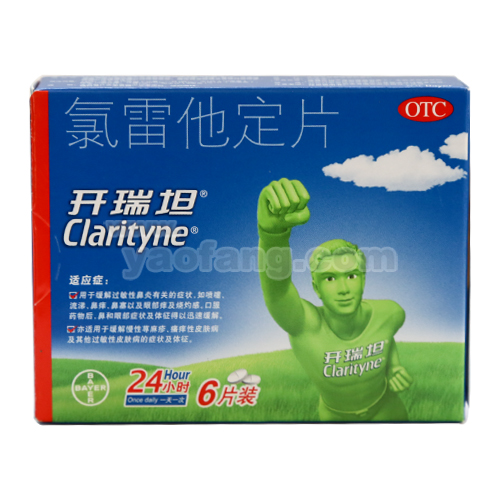 氯雷他定片
OTC
开瑞坦®
Clarityne®
yaofang.com
适应症：
用于缓解过敏性鼻炎有关的症状，如喷嚏、
流涕、鼻痒、鼻塞以及眼部痒及烧灼感。口服
药物后，鼻和眼部症状及体征得以迅速缓解。
亦适用于缓解慢性荨麻疹、瘙痒性皮肤病
及其他过敏性皮肤病的症状及体征。
开瑞坦
Clarityne®
BAYER
BAYER
24 Hour
小时
Once daily 一天一次
6片装